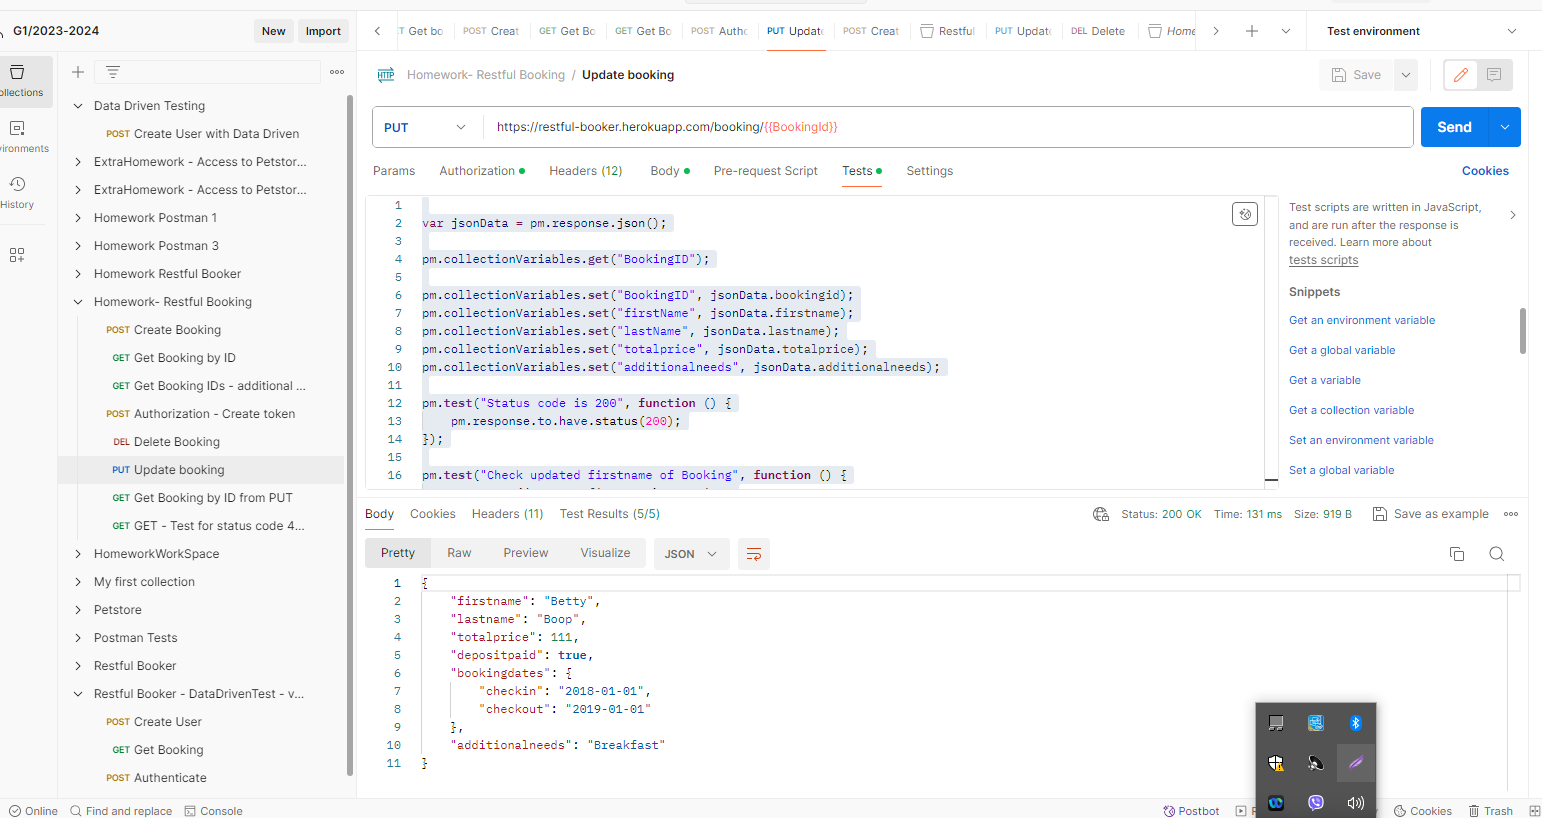 G1/2023-2024
New
Import
Get bo
POST Creat
GET Get Bo
GET Get Bo
POST Auth
PUT Updat
POST Creat
Restful
PUT Updat
DEL Delete
Home
Test environment
Collections
Environments
History
Data Driven Testing
POST Create User with Data Driven
ExtraHomework - Access to Petstor...
ExtraHomework - Access to Petstor...
Homework Postman 1
Homework Postman 3
Homework Restful Booker
Homework- Restful Booking
POST Create Booking
GET Get Booking by ID
GET Get Booking IDs - additional ...
POST Authorization - Create token
DEL Delete Booking
PUT Update booking
GET Get Booking by ID from PUT
GET GET - Test for status code 4...
HomeworkWorkSpace
My first collection
Petstore
Postman Tests
Restful Booker
Restful Booker - DataDrivenTest - v...
POST Create User
GET Get Booking
POST Authenticate
HTTP Homework- Restful Booking / Update booking
Save
PUT
https://restful-booker.herokuapp.com/booking/{{BookingId}}
Send
Params Authorization Headers (12) Body Pre-request Script Tests Settings
Cookies
1
2 var jsonData = pm.response.json();
3
4 pm.collectionVariables.get("BookingID");
5
6 pm.collectionVariables.set("BookingID", jsonData.bookingid);
7 pm.collectionVariables.set("firstName", jsonData.firstname);
8 pm.collectionVariables.set("lastName", jsonData.lastname);
9 pm.collectionVariables.set("totalprice", jsonData.totalprice);
10 pm.collectionVariables.set("additionalneeds", jsonData.additionalneeds);
11
12 pm.test("Status code is 200", function () {
13 pm.response.to.have.status(200);
14 });
15
16 pm.test("Check updated firstname of Booking", function () {
Test scripts are written in JavaScript,
and are run after the response is
received. Learn more about
tests scripts
Snippets
Get an environment variable
Get a global variable
Get a variable
Get a collection variable
Set an environment variable
Set a global variable
Body Cookies Headers (11) Test Results (5/5)
Status: 200 OK Time: 131 ms Size: 919 B
Save as example
Pretty Raw Preview Visualize JSON
1 {
2 "firstname": "Betty",
3 "lastname": "Boop",
4 "totalprice": 111,
5 "depositpaid": true,
6 "bookingdates": {
7 "checkin": "2018-01-01",
8 "checkout": "2019-01-01"
9 },
10 "additionalneeds": "Breakfast"
11 }
Online
Find and replace
Console
Postbot
Cookies
Trash